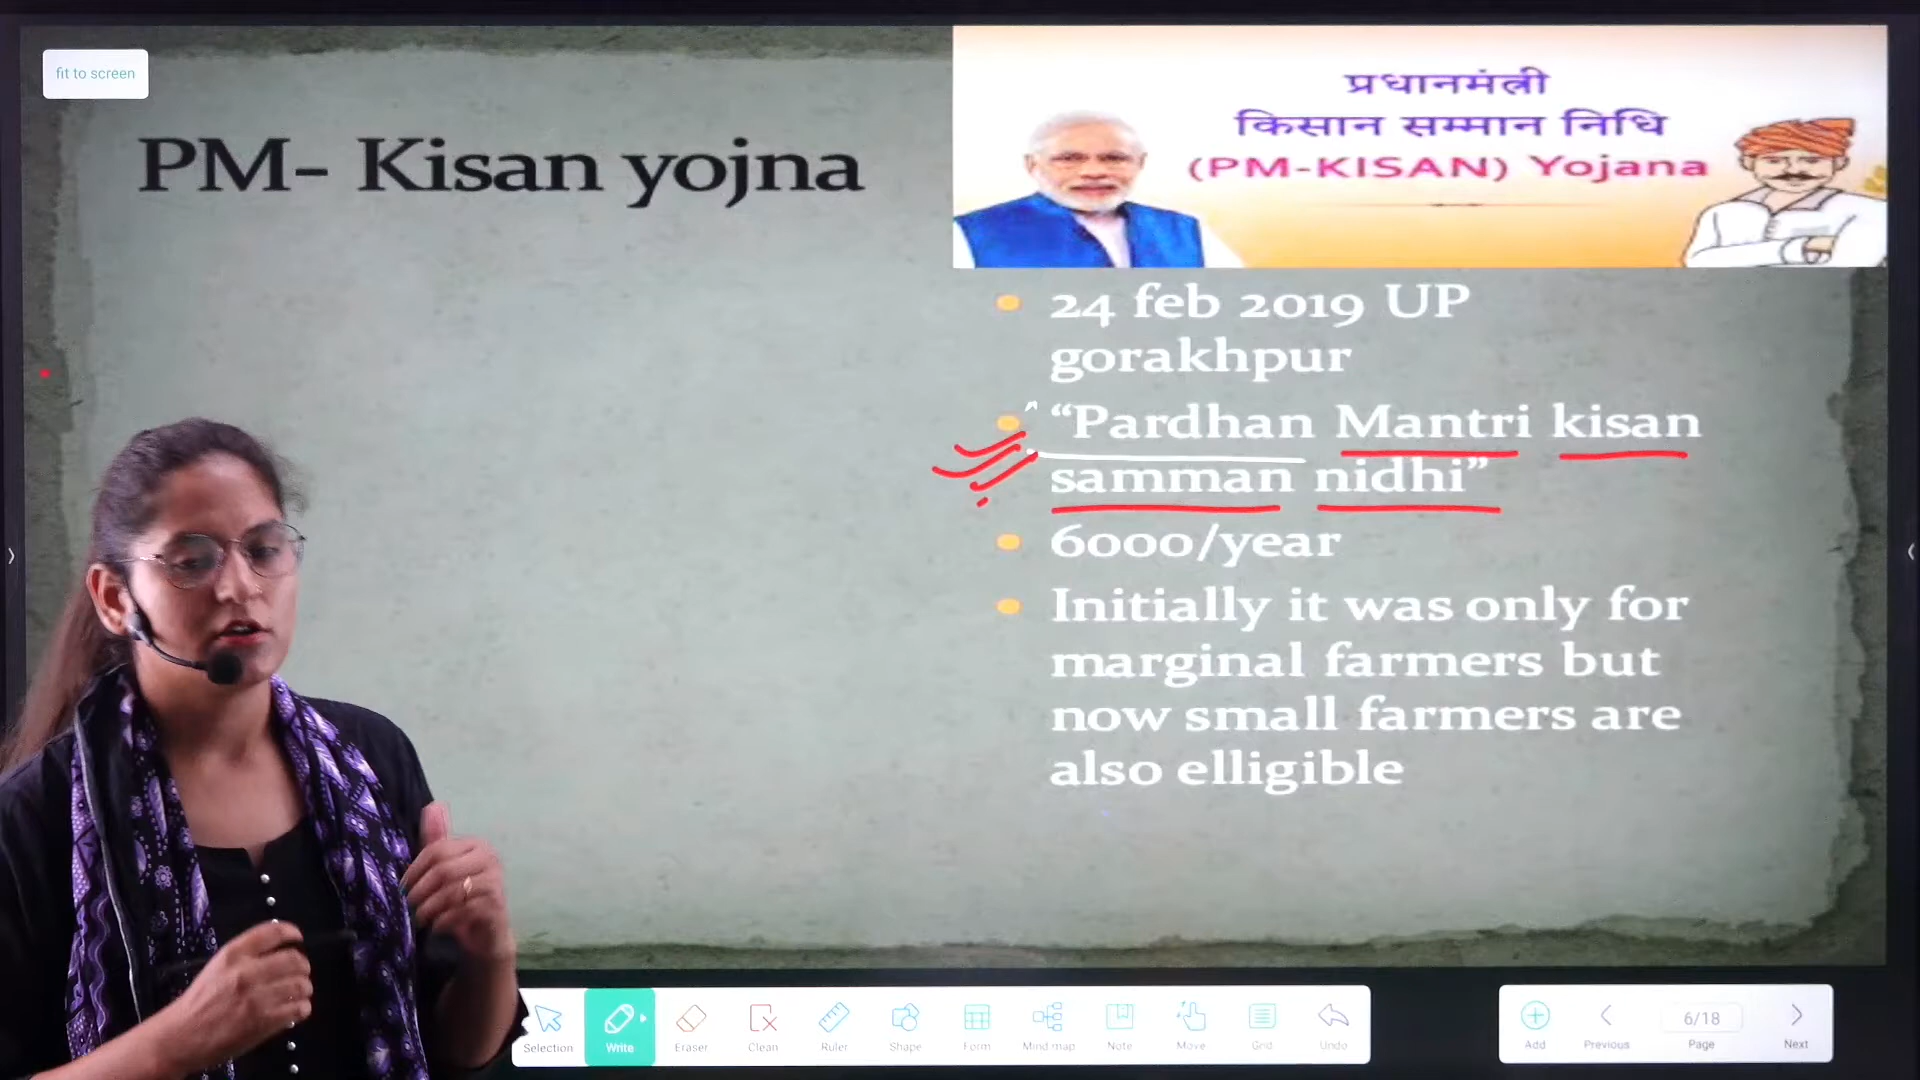 fit to screen
PM- Kisan yojna
प्रधानमंत्री
किसान सम्मान निधि
(PM-KISAN) Yojana
24 feb 2019 UP
gorakhpur
“Pardhan Mantri kisan
samman nidhi”
6000/year
Initially it was only for
marginal farmers but
now small farmers are
also elligible
Selection Write Eraser Clean Ruler Shape Form Mind map Note Move Grid Undo
6/18
Add Previous Page Next